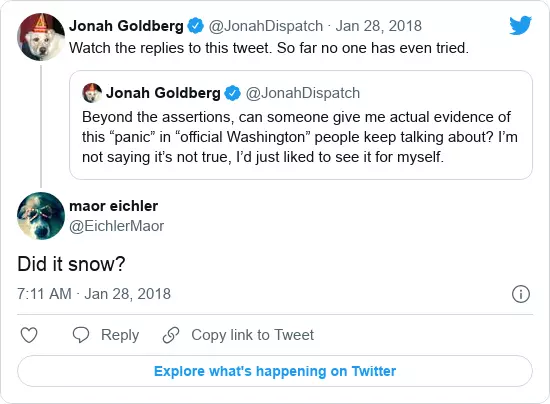 Jonah Goldberg @JonahDispatch · Jan 28, 2018
Watch the replies to this tweet. So far no one has even tried.
Jonah Goldberg @JonahDispatch
Beyond the assertions, can someone give me actual evidence of
this “panic” in “official Washington” people keep talking about? I’m
not saying it’s not true, I’d just liked to see it for myself.
maor eichler
@EichlerMaor
Did it snow?
7:11 AM · Jan 28, 2018
Reply
Copy link to Tweet
Explore what's happening on Twitter